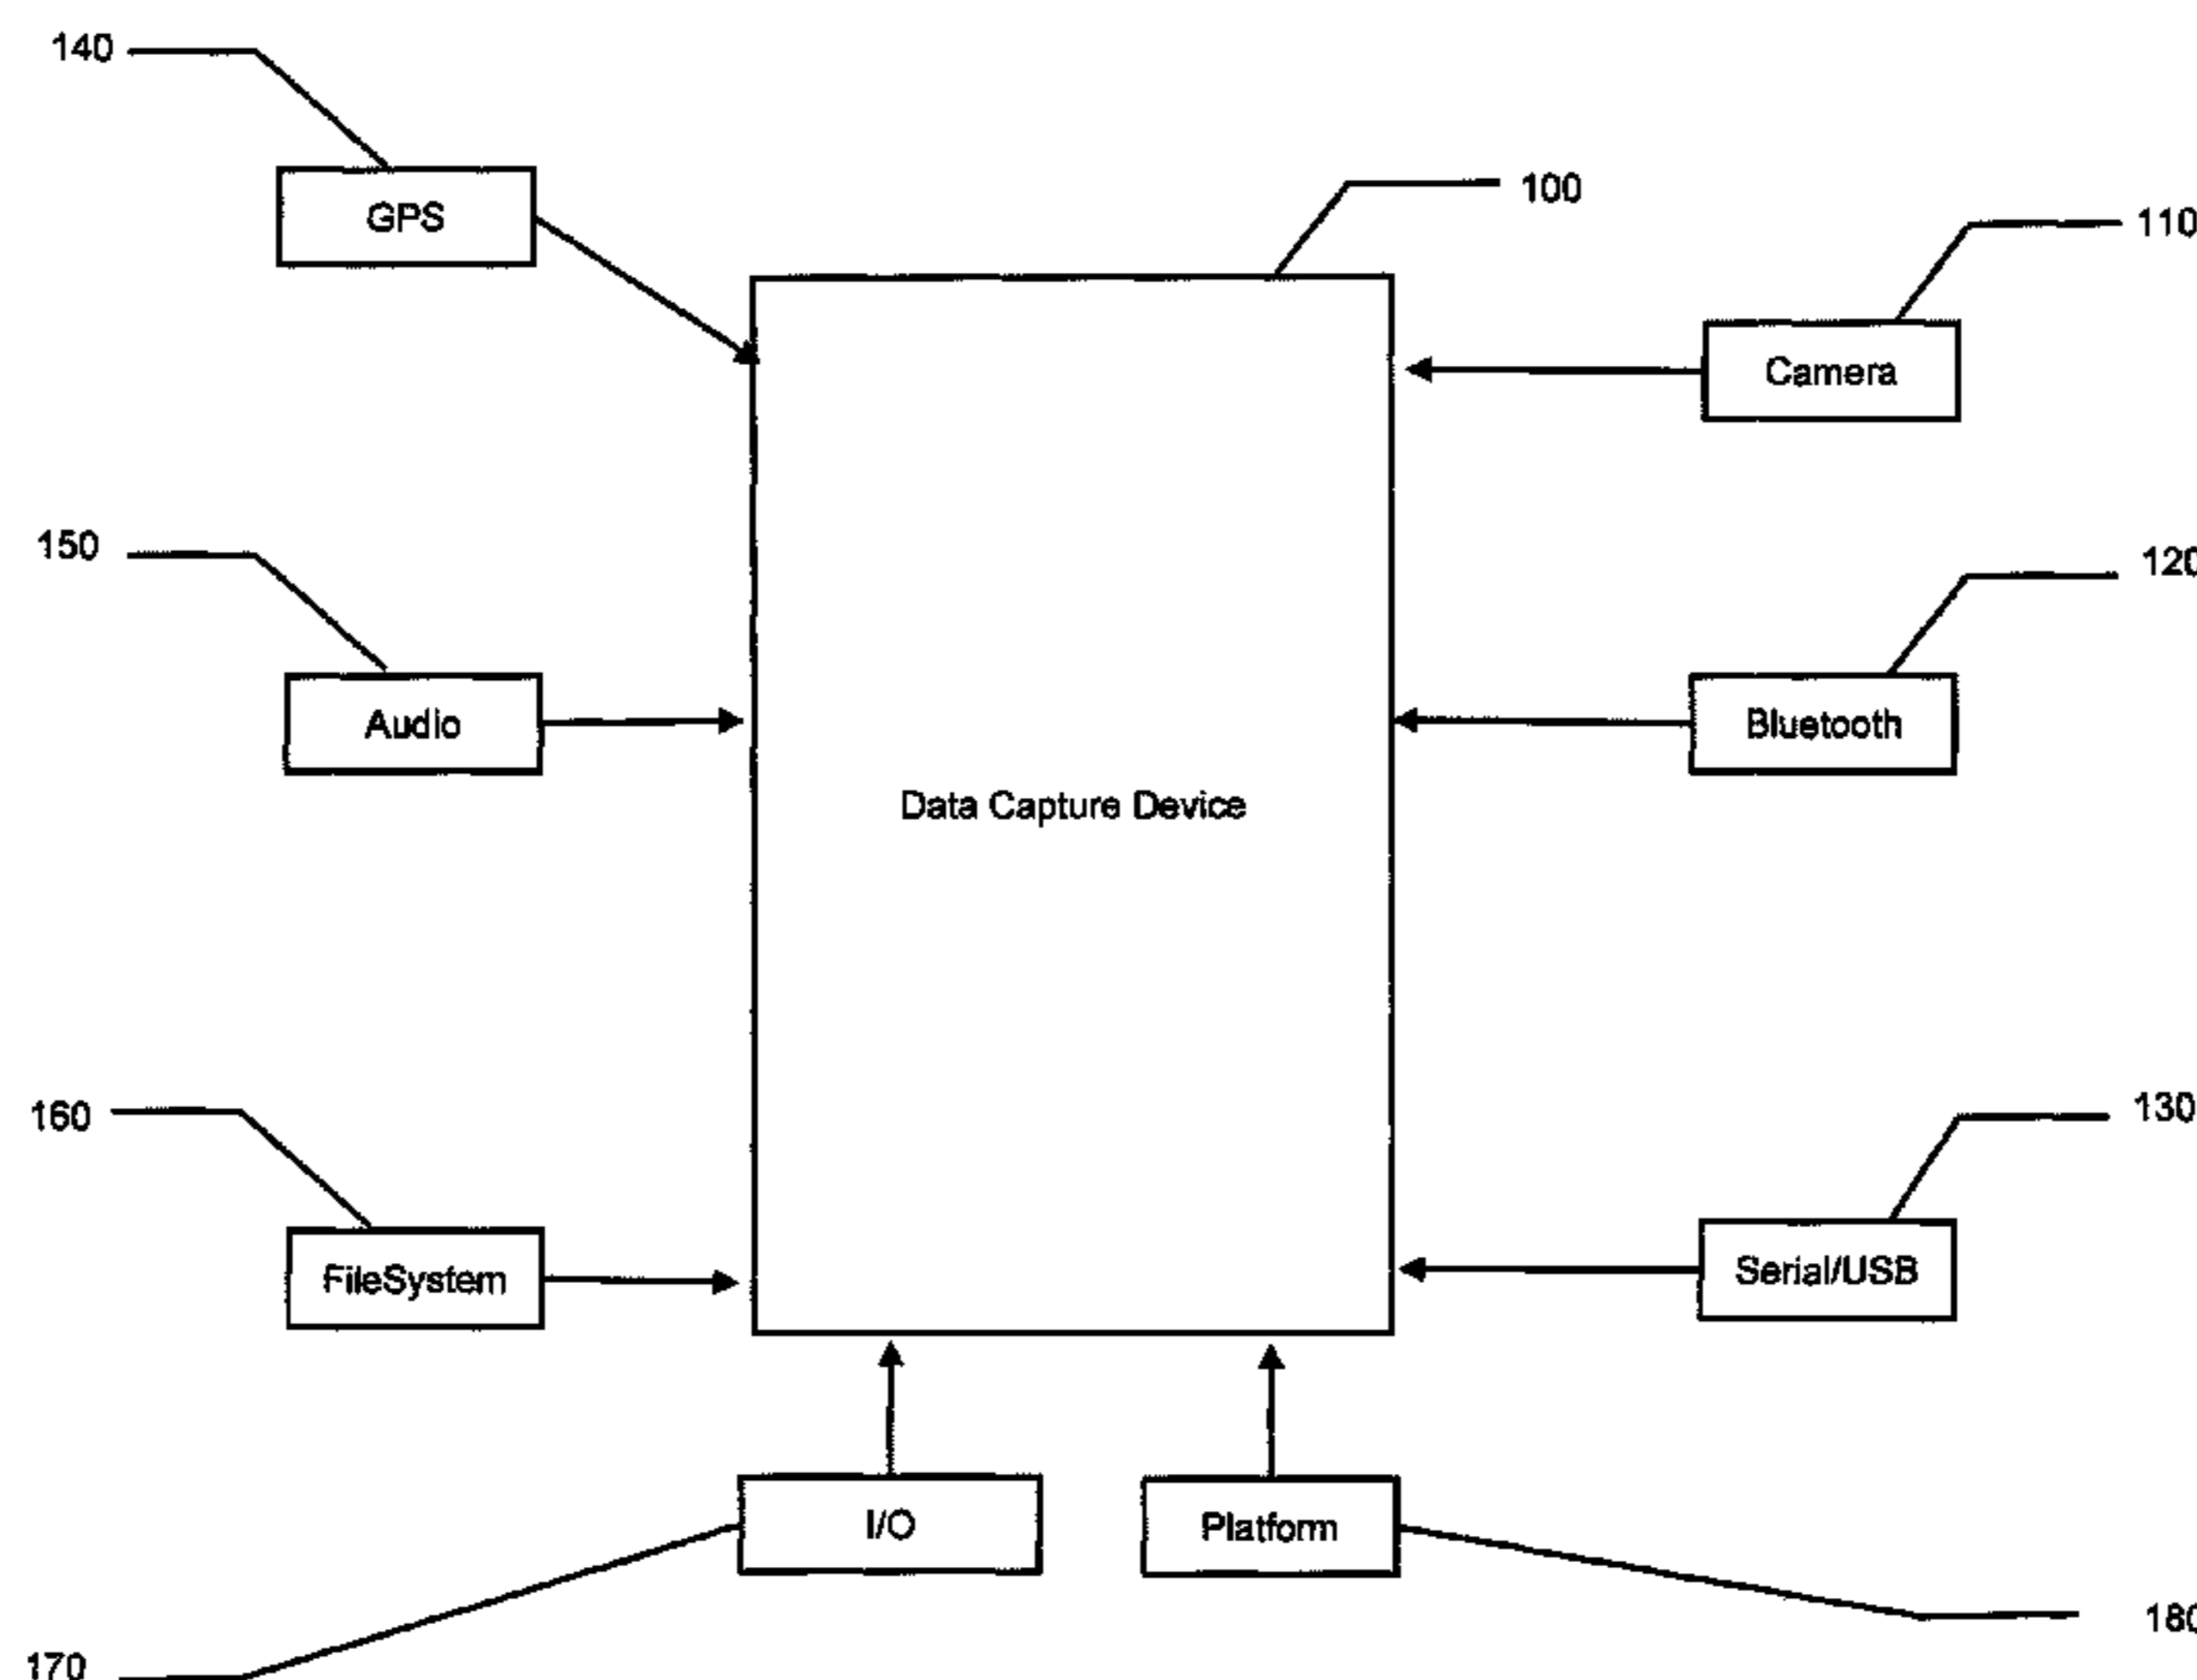 140
GPS
100
110
Camera
150
Audio
120
Bluetooth
Data Capture Device
160
FileSystem
130
Serial/USB
I/O
Platform
170
180